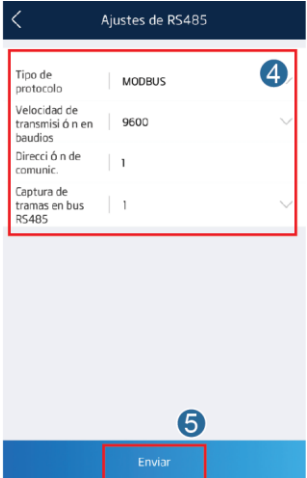 Ajustes de RS485
4
Tipo de
protocolo
MODBUS
Velocidad de
transmisi ó n en
baudios
9600
Direcci ó n de
comunic.
1
Captura de
tramas en bus
RS485
1
5
Enviar